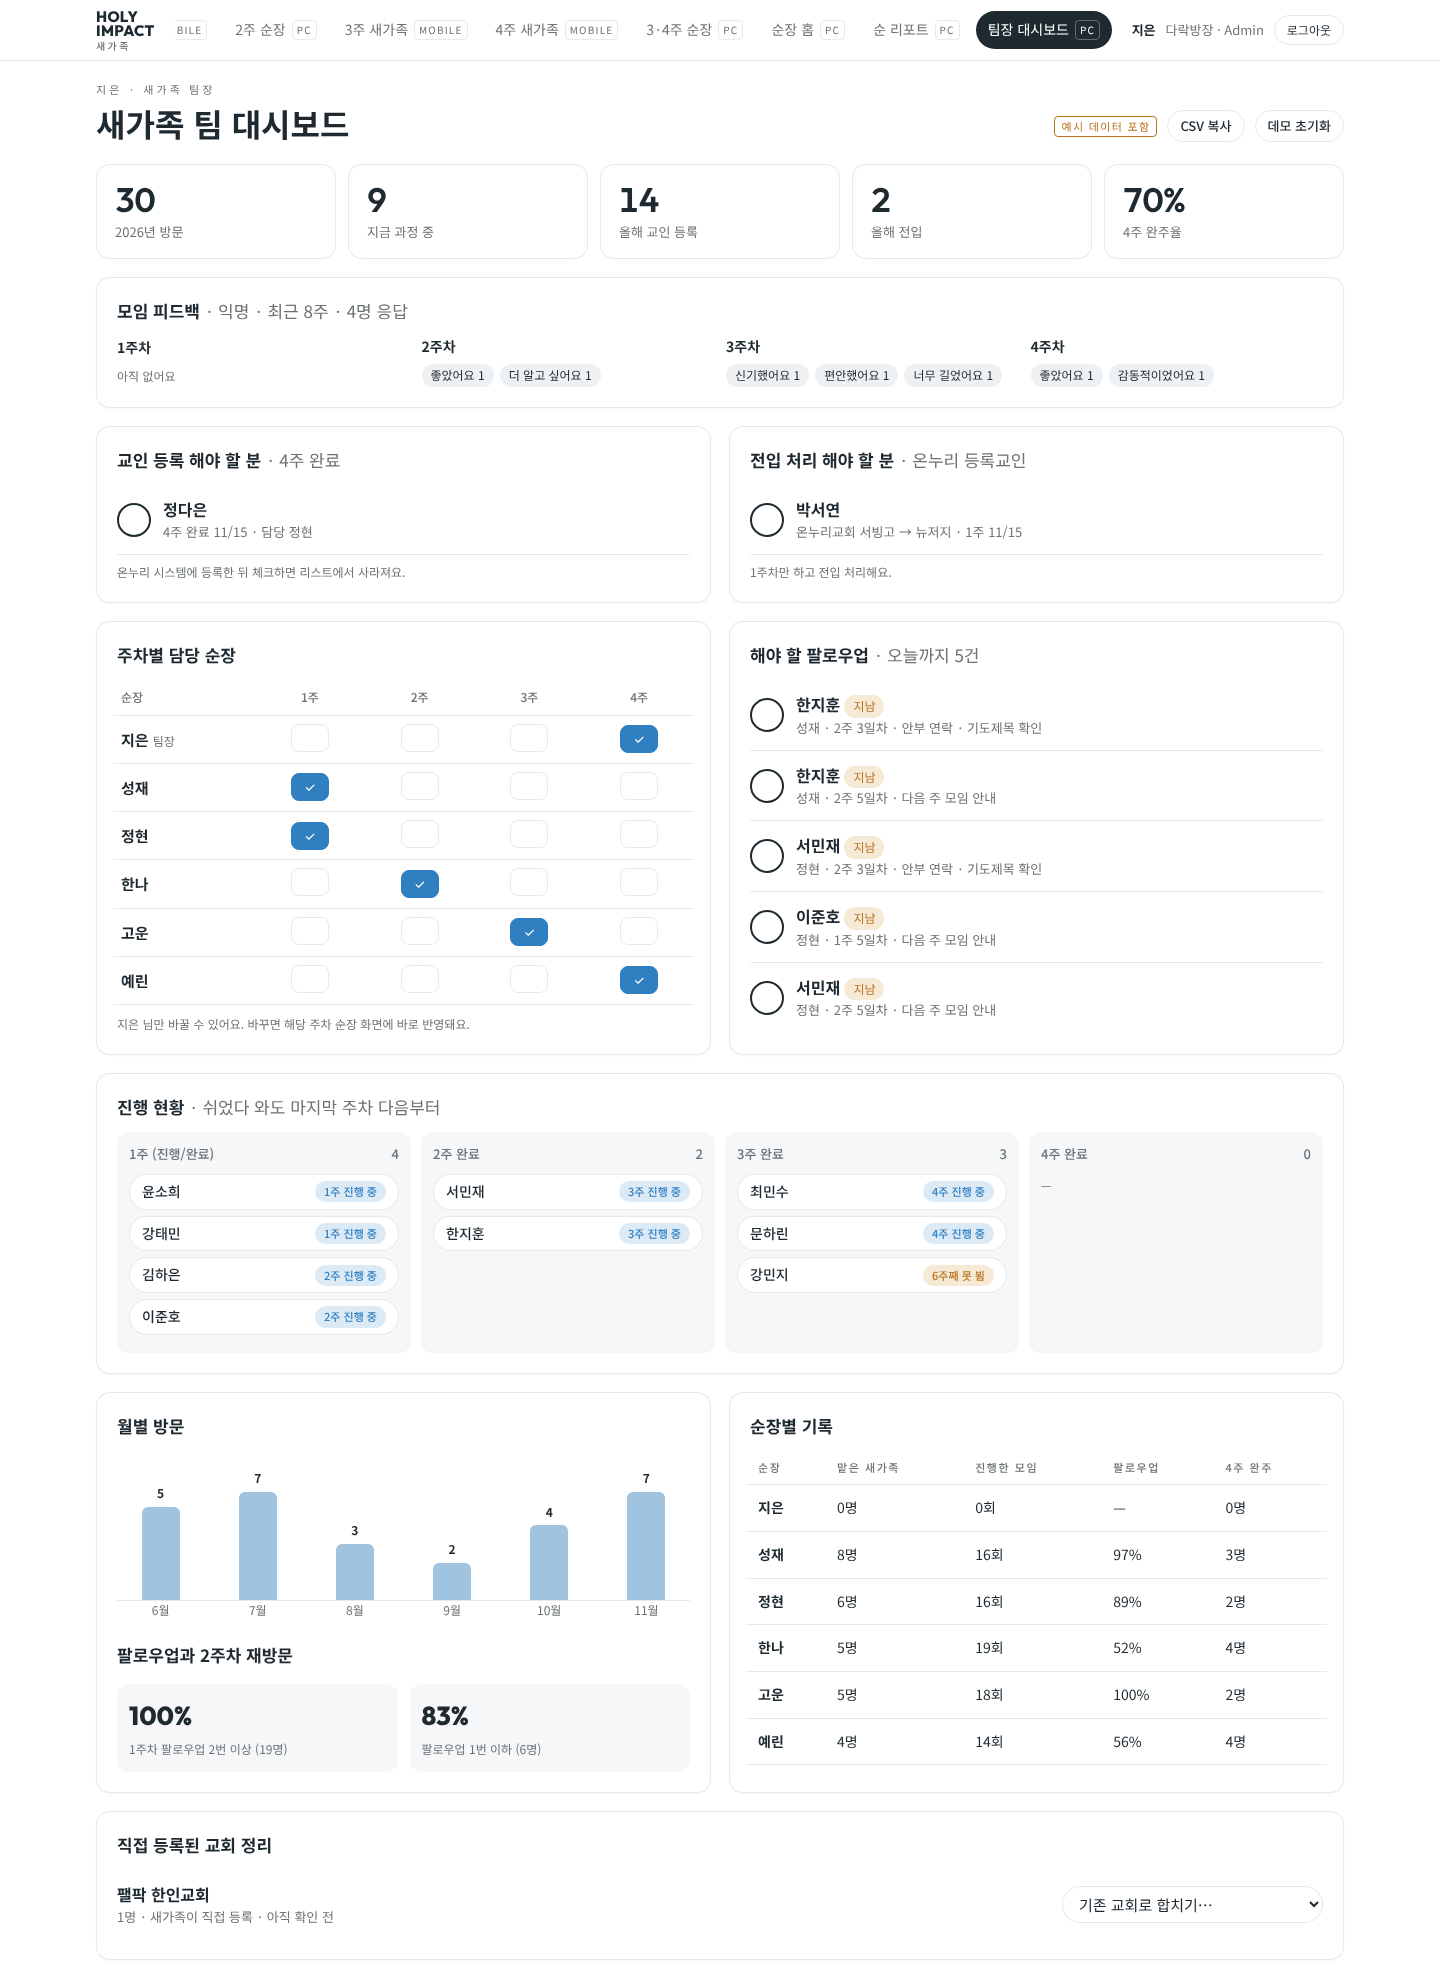 HOLY
IMPACT
새가족
BILE 2주 순장 PC 3주 새가족 MOBILE 4주 새가족 MOBILE 3·4주 순장 PC 순장 홈 PC 순 리포트 PC 팀장 대시보드 PC 지은 다락방장 · Admin 로그아웃
지은 · 새가족 팀장
새가족 팀 대시보드
예시 데이터 포함 CSV 복사 데모 초기화
30 9 14 2 70%
2026년 방문 지금 과정 중 올해 교인 등록 올해 전입 4주 완주율
모임 피드백 · 익명 · 최근 8주 · 4명 응답
1주차 2주차 3주차 4주차
아직 없어요 좋았어요 1 더 알고 싶어요 1 신기했어요 1 편안했어요 1 너무 길었어요 1 좋았어요 1 감동적이었어요 1
교인 등록 해야 할 분 · 4주 완료
정다은
4주 완료 11/15 · 담당 정현
온누리 시스템에 등록한 뒤 체크하면 리스트에서 사라져요.
전입 처리 해야 할 분 · 온누리 등록교인
박서연
온누리교회 서빙고 → 뉴저지 · 1주 11/15
1주차만 하고 전입 처리해요.
주차별 담당 순장
순장 1주 2주 3주 4주
지은 팀장 ✓
성재 ✓
정현 ✓
한나 ✓
고운 ✓
예린 ✓
지은 님만 바꿀 수 있어요. 바꾸면 해당 주차 순장 화면에 바로 반영돼요.
해야 할 팔로우업 · 오늘까지 5건
한지훈 지남
성재 · 2주 3일차 · 안부 연락 · 기도제목 확인
한지훈 지남
성재 · 2주 5일차 · 다음 주 모임 안내
서민재 지남
정현 · 2주 3일차 · 안부 연락 · 기도제목 확인
이준호 지남
정현 · 1주 5일차 · 다음 주 모임 안내
서민재 지남
정현 · 2주 5일차 · 다음 주 모임 안내
진행 현황 · 쉬었다 와도 마지막 주차 다음부터
1주 (진행/완료) 4
윤소희 1주 진행 중
강태민 1주 진행 중
김하은 2주 진행 중
이준호 2주 진행 중
2주 완료 2
서민재 3주 진행 중
한지훈 3주 진행 중
3주 완료 3
최민수 4주 진행 중
문하린 4주 진행 중
강민지 6주째 못 뵘
4주 완료 0
—
월별 방문
5 7 3 2 4 7
6월 7월 8월 9월 10월 11월
팔로우업과 2주차 재방문
100% 83%
1주차 팔로우업 2번 이상 (19명) 팔로우업 1번 이하 (6명)
순장별 기록
순장 맡은 새가족 진행한 모임 팔로우업 4주 완주
지은 0명 0회 — 0명
성재 8명 16회 97% 3명
정현 6명 16회 89% 2명
한나 5명 19회 52% 4명
고운 5명 18회 100% 2명
예린 4명 14회 56% 4명
직접 등록된 교회 정리
팰팍 한인교회
1명 · 새가족이 직접 등록 · 아직 확인 전
기존 교회로 합치기…